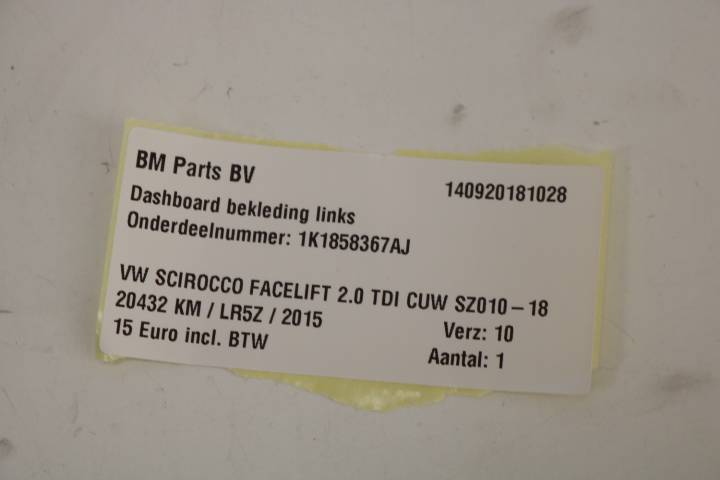 BM Parts BV 140920181028
Dashboard bekleding links
Onderdeelnummer: 1K1858367AJ
VW SCIROCCO FACELIFT 2.0 TDI CUW SZ010-18
20432 KM / LR5Z / 2015 Verz: 10
15 Euro incl. BTW Aantal: 1